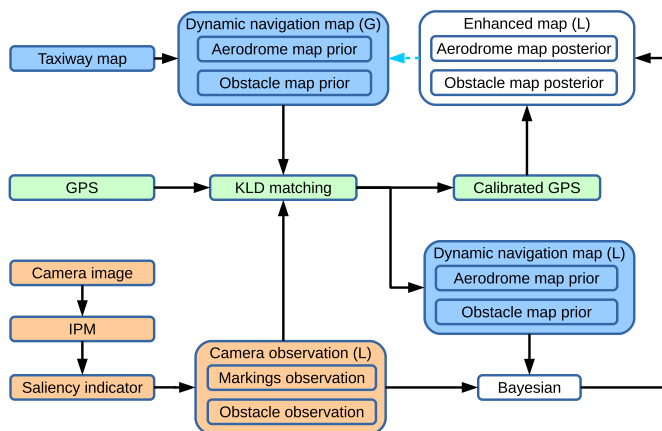 Dynamic navigation map (G)
Aerodrome map prior
Obstacle map prior
Enhanced map (L)
Aerodrome map posterior
Obstacle map posterior
Taxiway map
GPS
KLD matching
Calibrated GPS
Dynamic navigation map (L)
Aerodrome map prior
Obstacle map prior
Camera image
IPM
Saliency indicator
Camera observation (L)
Markings observation
Obstacle observation
Bayesian